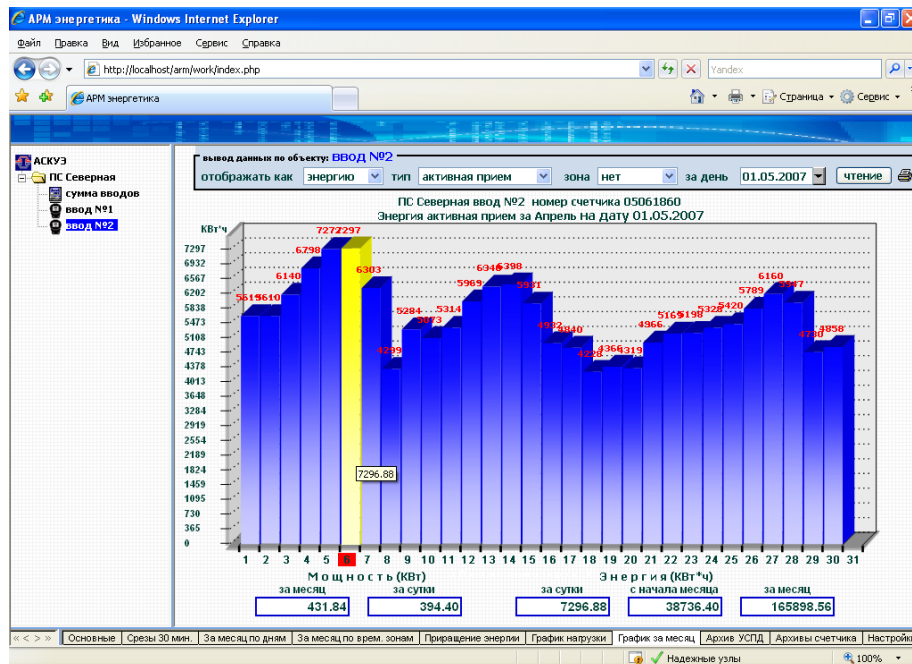 АРМ энергетика - Windows Internet Explorer
Файл Правка Вид Избранное Сервис Справка
http://localhost/arm/work/index.php Yandex
АРМ энергетика Страница Сервис
АСКУЭ
ПС Северная
сумма вводов
ввод №1
ввод №2
вывод данных по объекту: ВВОД №2
отображать как энергию тип активная прием зона нет за день 01.05.2007 чтение
ПС Северная ввод №2 номер счетчика 05061860
Энергия активная прием за Апрель на дату 01.05.2007
КВт*ч
7297
6932
6567
6202
5838
5473
5108
4743
4378
4013
3648
3284
2919
2554
2189
1824
1459
1095
730
365
0
5610 6140 6798 7297 6303 4299 5284 5073 5314 5969 6398 5931 4840 4228 4366 4319 4966 5198 5420 5789 6160 4858
7296.88
1 2 3 4 5 6 7 8 9 10 11 12 13 14 15 16 17 18 19 20 21 22 23 24 25 26 27 28 29 30 31
Мощность (КВт) Энергия (КВт*ч)
за месяц за сутки за сутки с начала месяца за месяц
431.84 394.40 7296.88 38736.40 165898.56
« < > » Основные Срезы 30 мин. За месяц по дням За месяц по врем. зонам Приращение энергии График нагрузки График за месяц Архив УСПД Архивы счетчика Настройк
Надежные узлы 100%